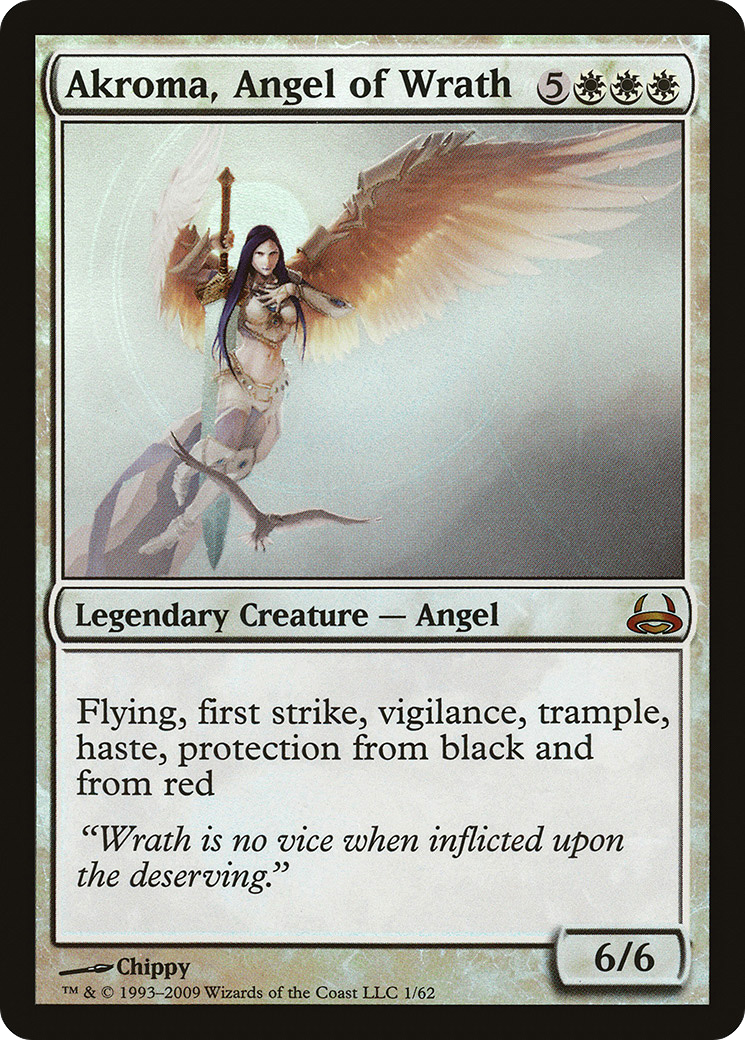 Akroma, Angel of Wrath 5
Legendary Creature — Angel
Flying, first strike, vigilance, trample,
haste, protection from black and
from red
“Wrath is no vice when inflicted upon
the deserving.”
6/6
Chippy
™ & © 1993–2009 Wizards of the Coast LLC 1/62